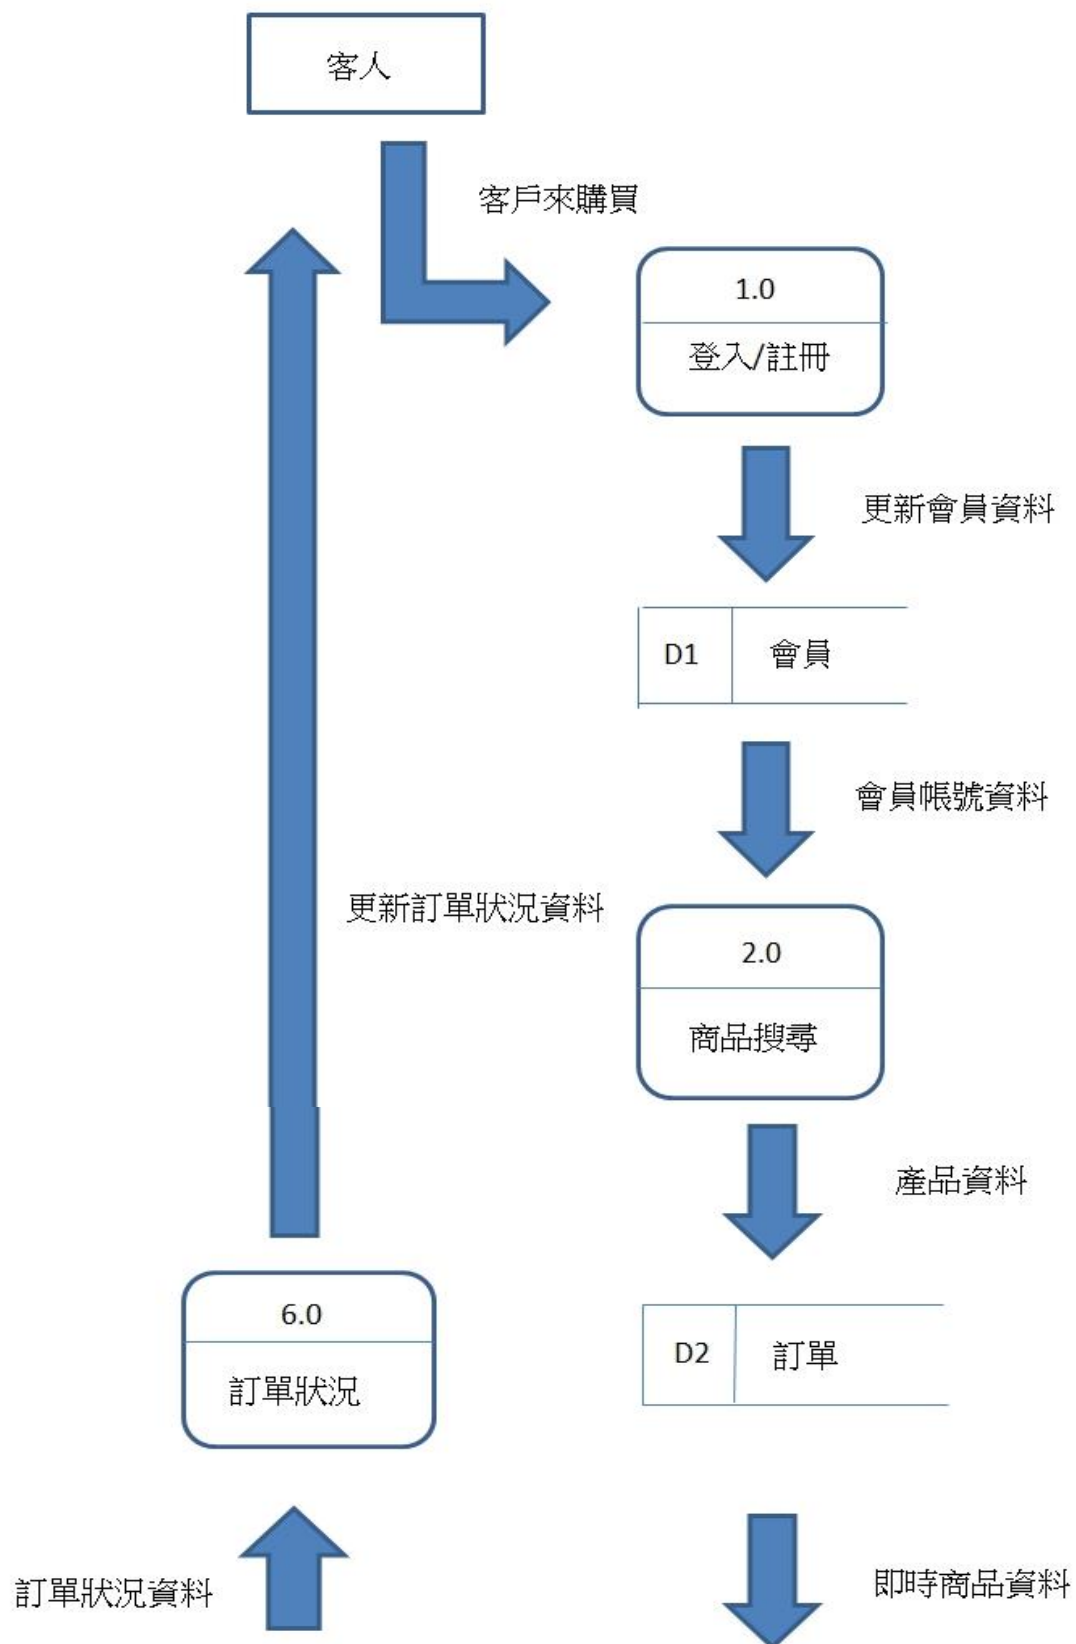 客人
客戶來購買
1.0
登入/註冊
更新會員資料
D1
會員
會員帳號資料
更新訂單狀況資料
2.0
商品搜尋
產品資料
6.0
訂單狀況
D2
訂單
訂單狀況資料
即時商品資料